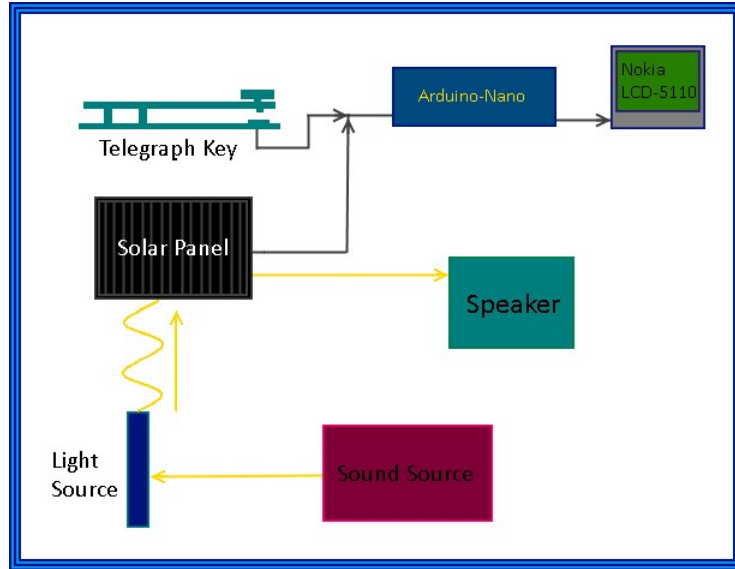 Nokia
LCD-5110
Arduino-Nano
Telegraph Key
Solar Panel
Speaker
Light
Source
Sound Source